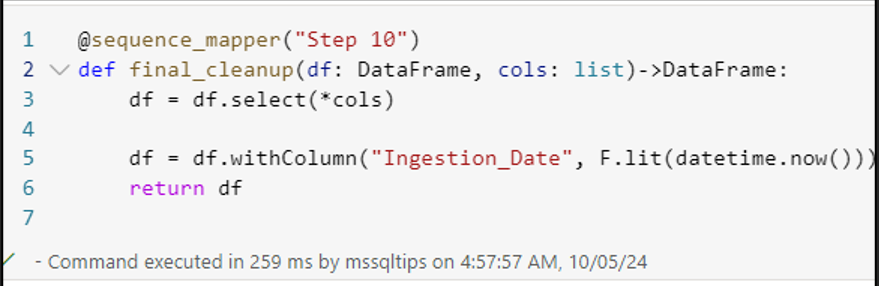 1 @sequence_mapper("Step 10")
2 def final_cleanup(df: DataFrame, cols: list)->DataFrame:
3 df = df.select(*cols)
4
5 df = df.withColumn("Ingestion_Date", F.lit(datetime.now()))
6 return df
7
- Command executed in 259 ms by mssqltips on 4:57:57 AM, 10/05/24